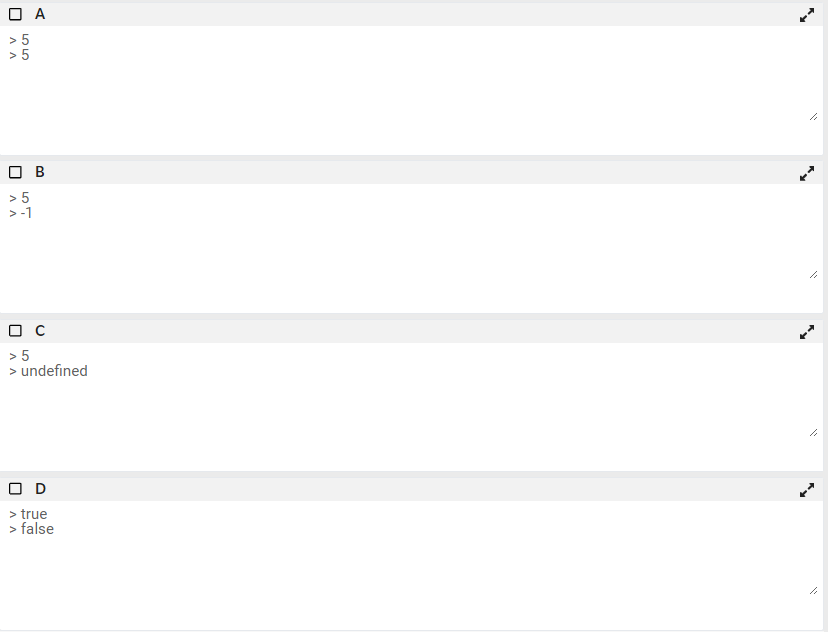 A
> 5
> 5
B
> 5
> -1
C
> 5
> undefined
D
> true
> false